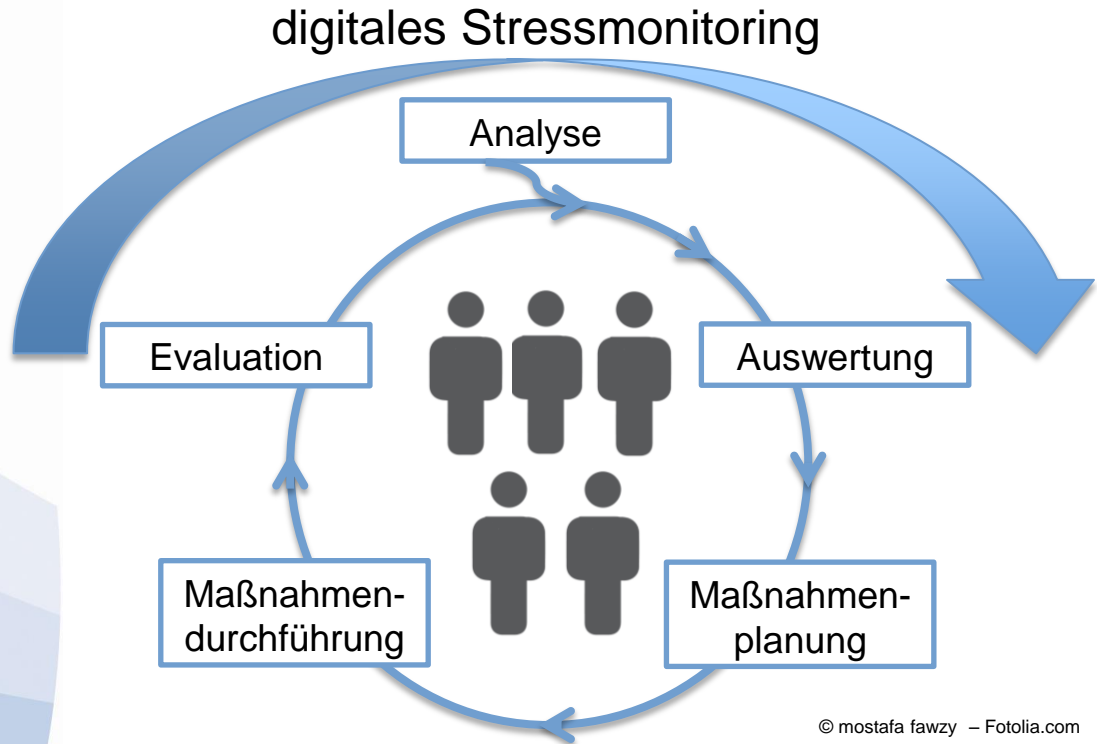 digitales Stressmonitoring
Analyse
Evaluation
Auswertung
Maßnahmen-
durchführung
Maßnahmen-
planung
© mostafa fawzy – Fotolia.com